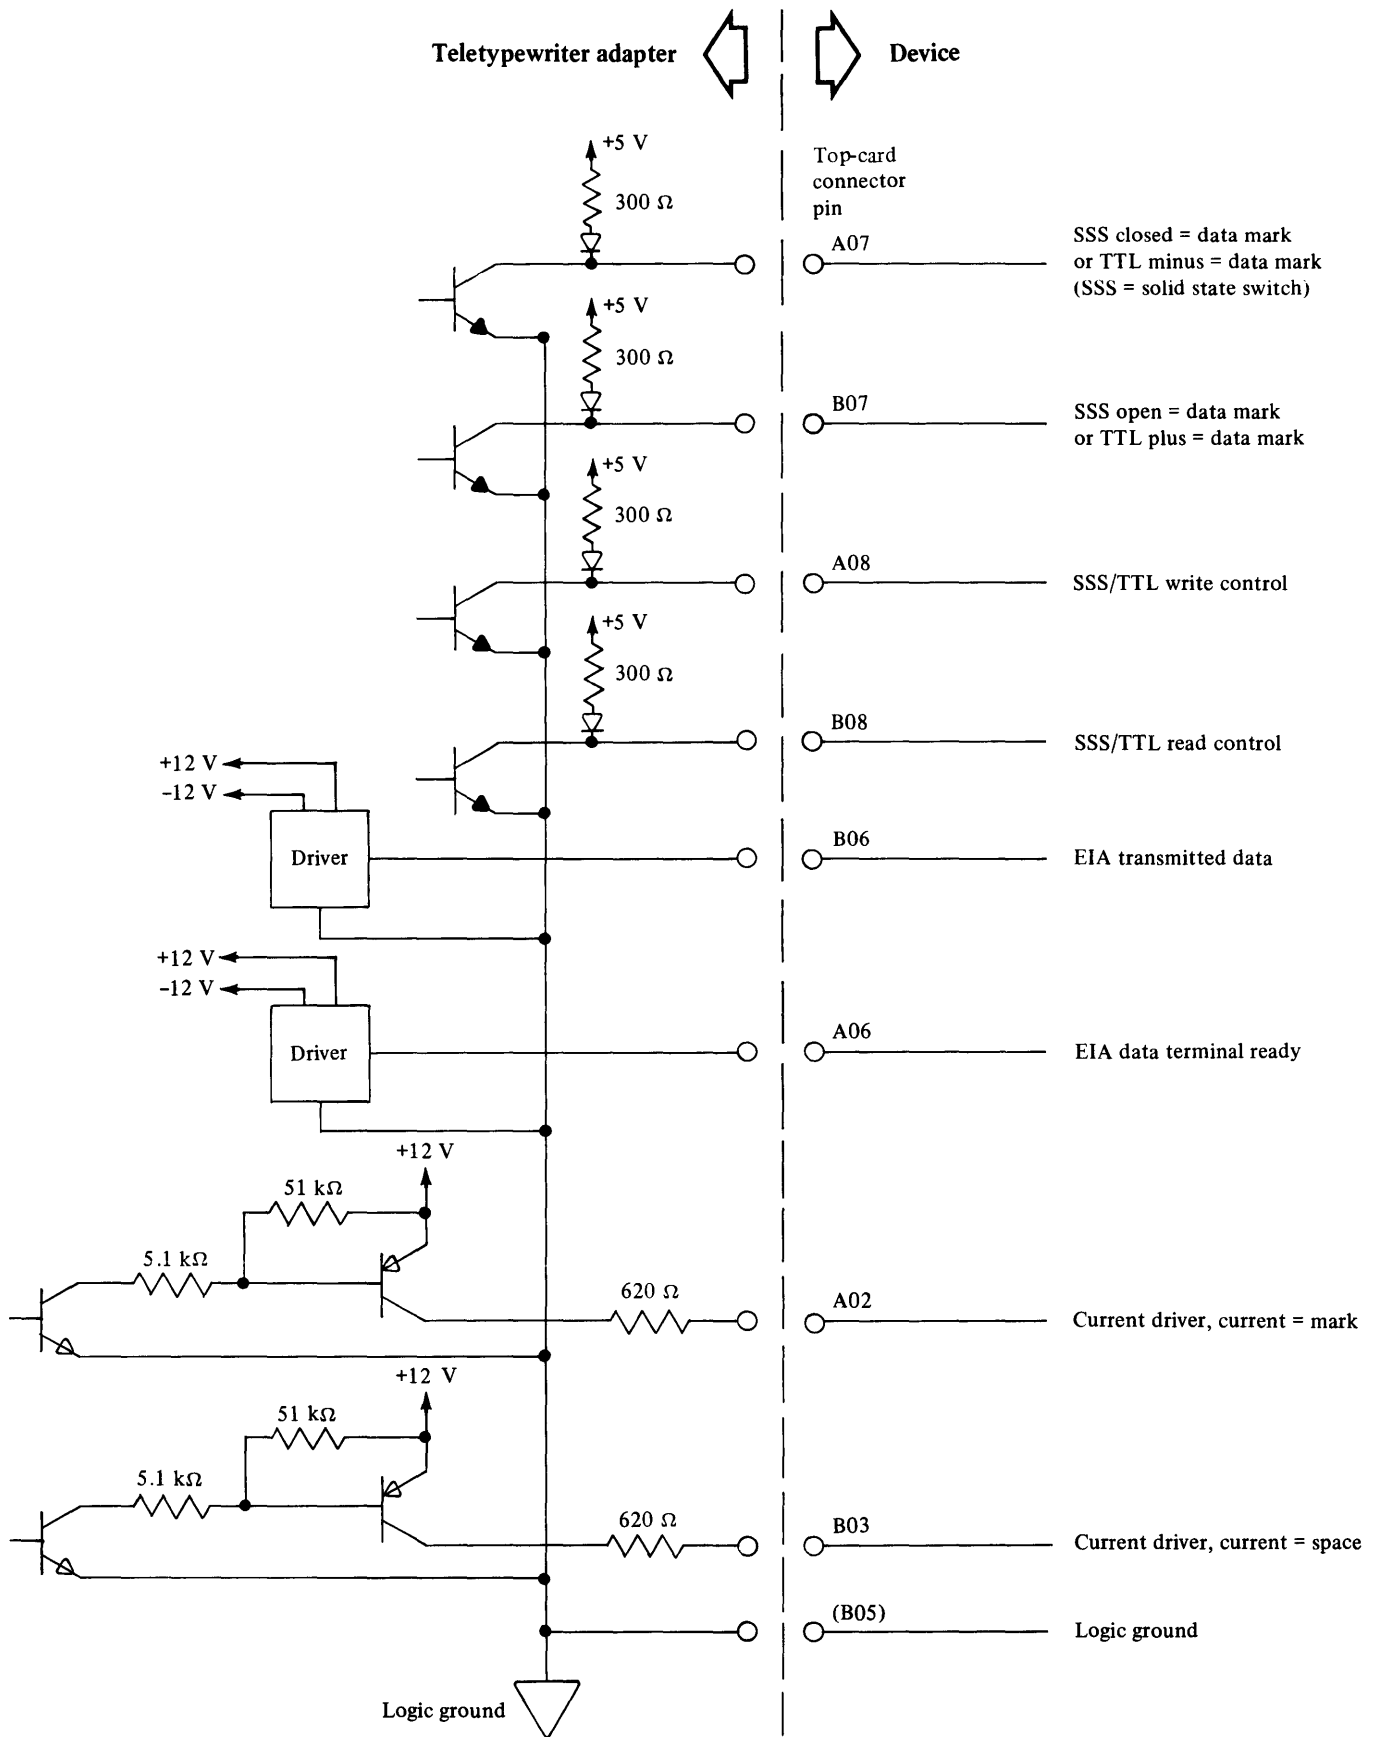 Teletypewriter adapter
Device
+5 V
Top-card
connector
pin
300 Ω
A07
SSS closed = data mark
or TTL minus = data mark
(SSS = solid state switch)
+5 V
300 Ω
B07
SSS open = data mark
or TTL plus = data mark
+5 V
300 Ω
A08
SSS/TTL write control
+5 V
300 Ω
B08
SSS/TTL read control
+12 V
–12 V
Driver
B06
EIA transmitted data
+12 V
–12 V
Driver
A06
EIA data terminal ready
+12 V
51 kΩ
5.1 kΩ
620 Ω
A02
Current driver, current = mark
+12 V
51 kΩ
5.1 kΩ
620 Ω
B03
Current driver, current = space
(B05)
Logic ground
Logic ground